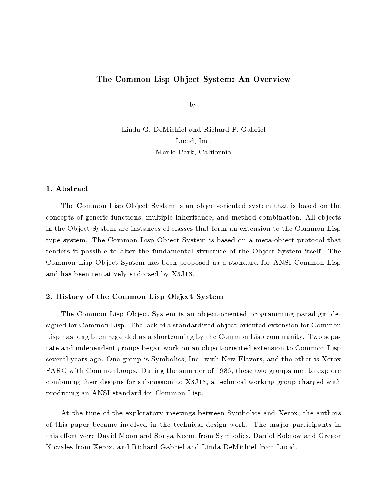 The Common Lisp Object System: An Overview
by
Linda G. DeMichiel and Richard P. Gabriel
Lucid, Inc.
Menlo Park, California
1. Abstract
The Common Lisp Object System is an object-oriented system that is based on the
concepts of generic functions, multiple inheritance, and method combination. All objects
in the Object System are instances of classes that form an extension to the Common Lisp
type system. The Common Lisp Object System is based on a meta-object protocol that
renders it possible to alter the fundamental structure of the Object System itself. The
Common Lisp Object System has been proposed as a standard for ANSI Common Lisp
and has been tentatively endorsed by X3J13.
2. History of the Common Lisp Object System
The Common Lisp Object System is an object-oriented programming paradigm de-
signed for Common Lisp. The lack of a standardized object-oriented extension for Common
Lisp has long been regarded as a shortcoming by the Common Lisp community. Two sepa-
rate and independent groups began work on an object-oriented extension to Common Lisp
several years ago. One group is Symbolics, Inc. with New Flavors, and the other is Xerox
PARC with CommonLoops. During the summer of 1986, these two groups met to explore
combining their designs for submission to X3J13, a technical working group charged with
producing an ANSI standard for Common Lisp.
At the time of the exploratory meetings between Symbolics and Xerox, the authors
of this paper became involved in the technical design work. The major participants in
this effort were David Moon and Sonya Keene from Symbolics, Daniel Bobrow and Gregor
Kiczales from Xerox, and Richard Gabriel and Linda DeMichiel from Lucid.